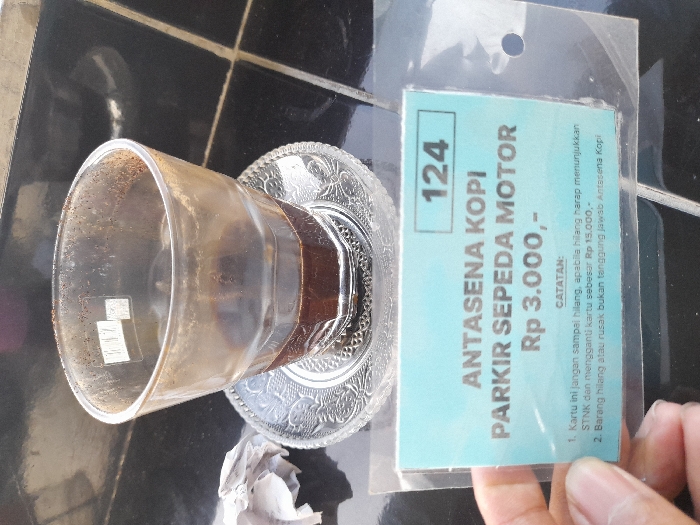 124
ANTASENA KOPI
PARKIR SEPEDA MOTOR
Rp 3.000,-
CATATAN:
1. Kartu ini jangan sampai hilang, apabila hilang harap menunjukkan
STNK dan mengganti kartu sebesar Rp 15.000,-
2. Barang hilang atau rusak bukan tanggung jawab Antasena Kopi